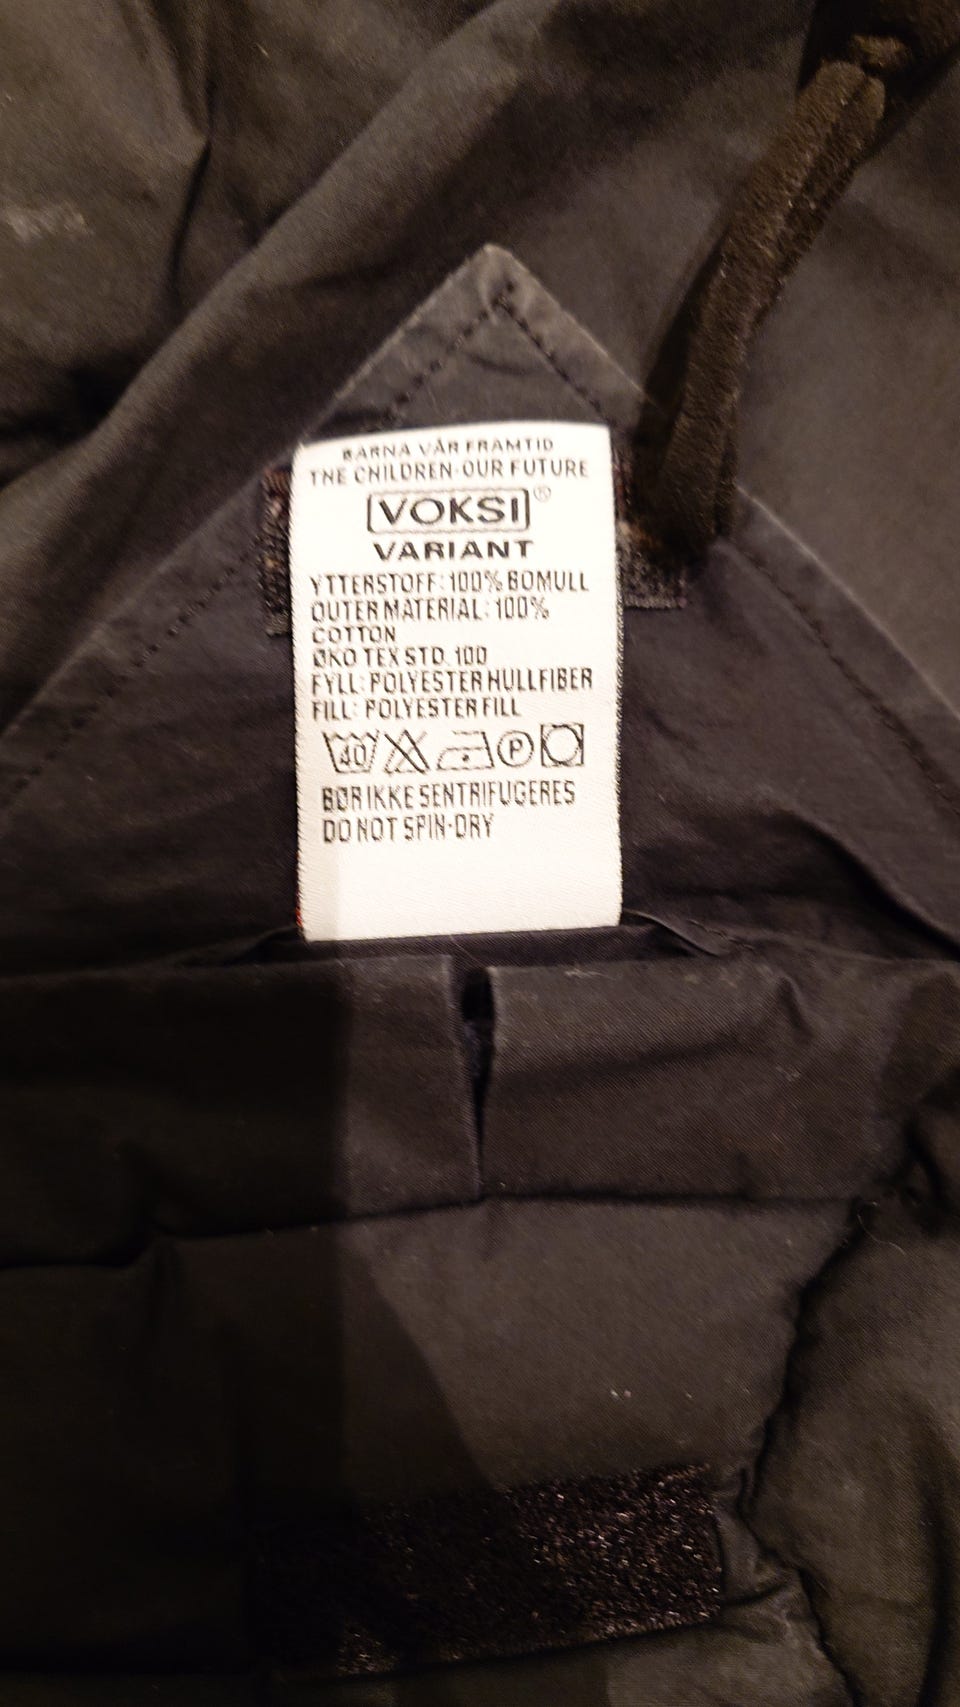 BARNA VÅR FRAMTID
THE CHILDREN-OUR FUTURE
VOKSI®
VARIANT
YTTERSTOFF: 100% BOMULL
OUTER MATERIAL: 100%
COTTON
ØKO TEX STD. 100
FYLL: POLYESTER HULLFIBER
FILL: POLYESTER FILL
40 P
BØR IKKE SENTRIFUGERES
DO NOT SPIN-DRY